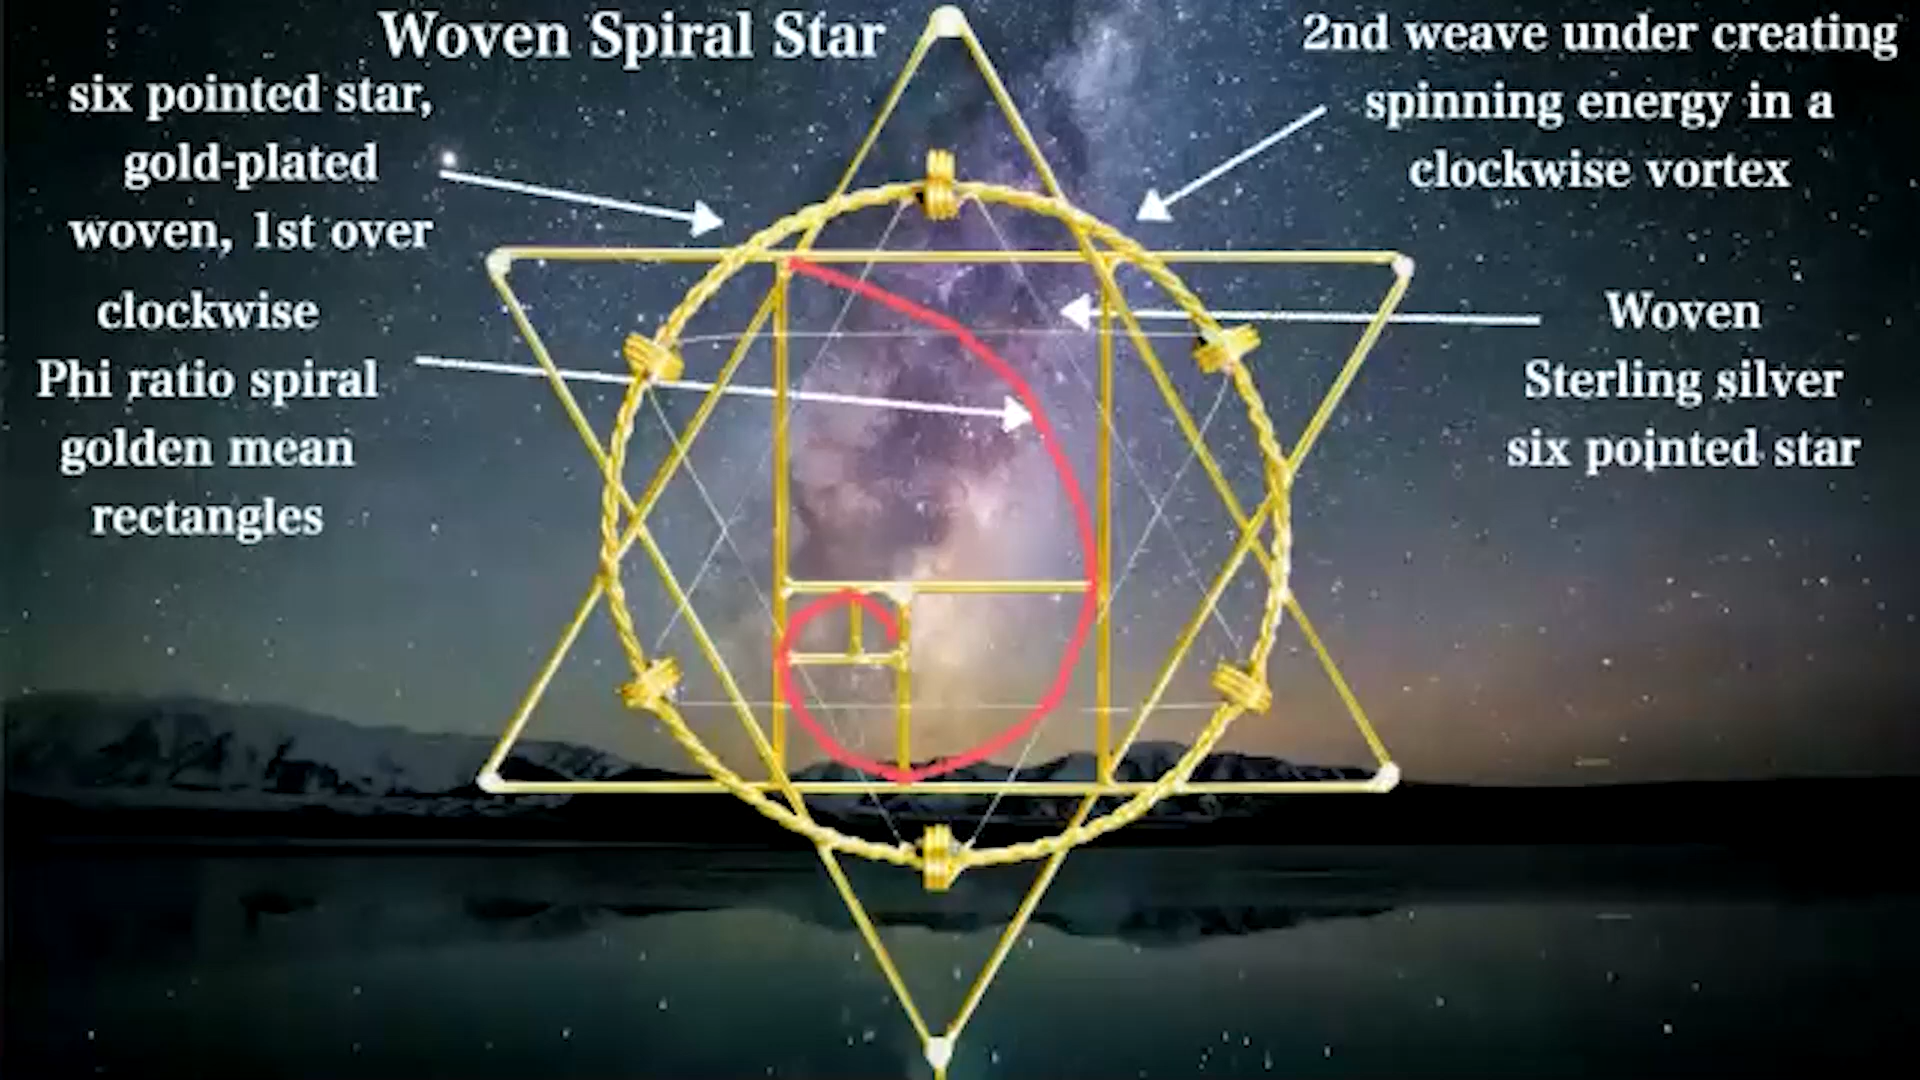 Woven Spiral Star
six pointed star,
gold-plated
woven, 1st over
clockwise
Phi ratio spiral
golden mean
rectangles
2nd weave under creating
spinning energy in a
clockwise vortex
Woven
Sterling silver
six pointed star